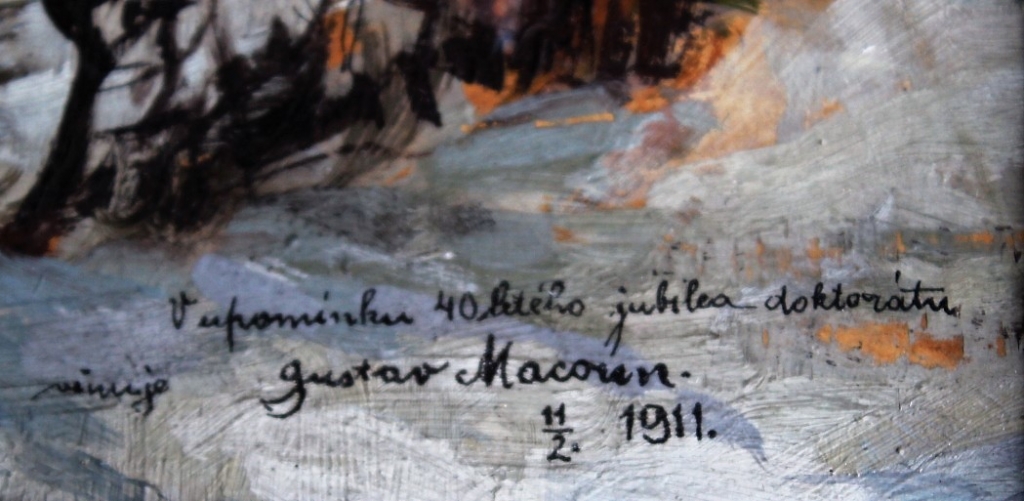 V upomínku 40letého jubilea doktorátu
věnuje Gustav Macoun.
11/2. 1911.